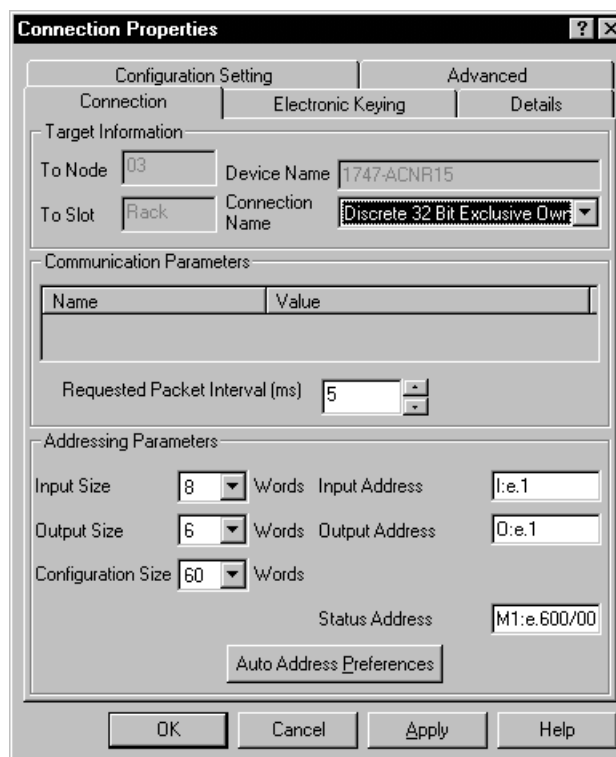 Connection Properties
Configuration Setting Advanced
Connection Electronic Keying Details
Target Information
To Node 03 Device Name 1747-ACNR15
To Slot Rack Connection Name Discrete 32 Bit Exclusive Own
Communication Parameters
Name Value
Requested Packet Interval (ms) 5
Addressing Parameters
Input Size 8 Words Input Address I:e.1
Output Size 6 Words Output Address O:e.1
Configuration Size 60 Words
Status Address M1:e.600/00
Auto Address Preferences
OK Cancel Apply Help